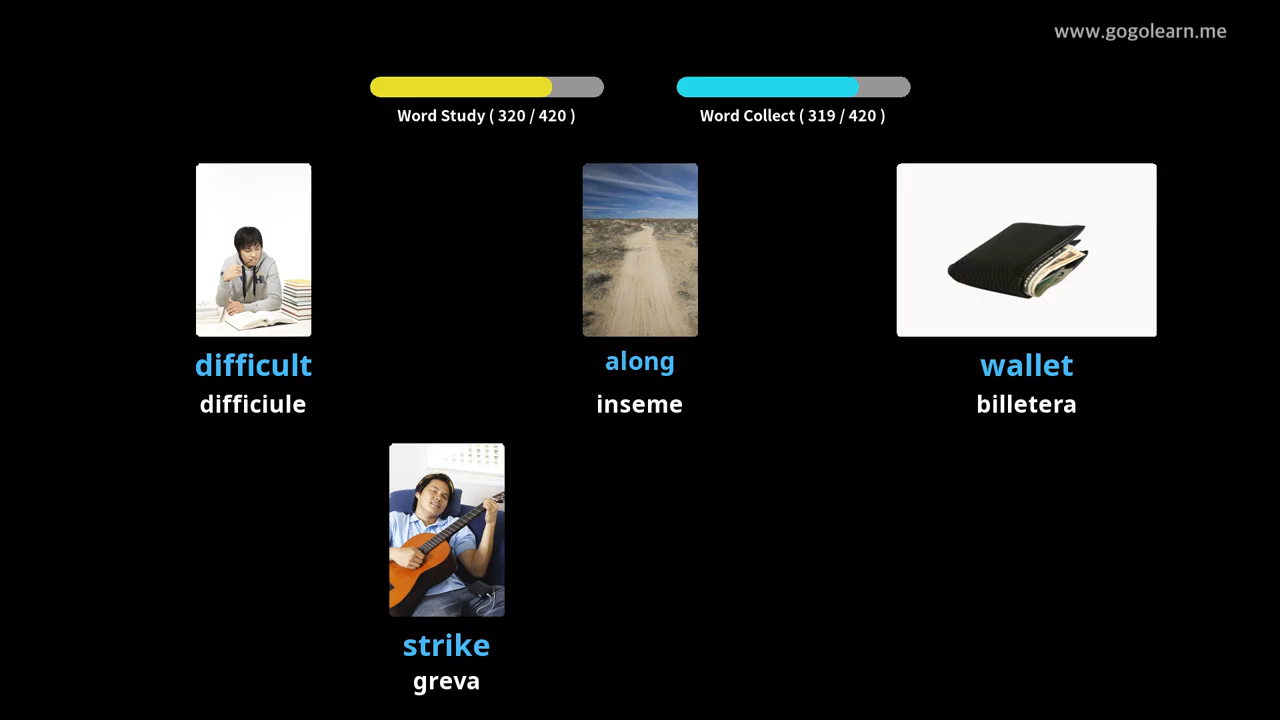 www.gogolearn.me
Word Study ( 320 / 420 )
Word Collect ( 319 / 420 )
difficult
difficiule
along
inseme
wallet
billetera
strike
greva